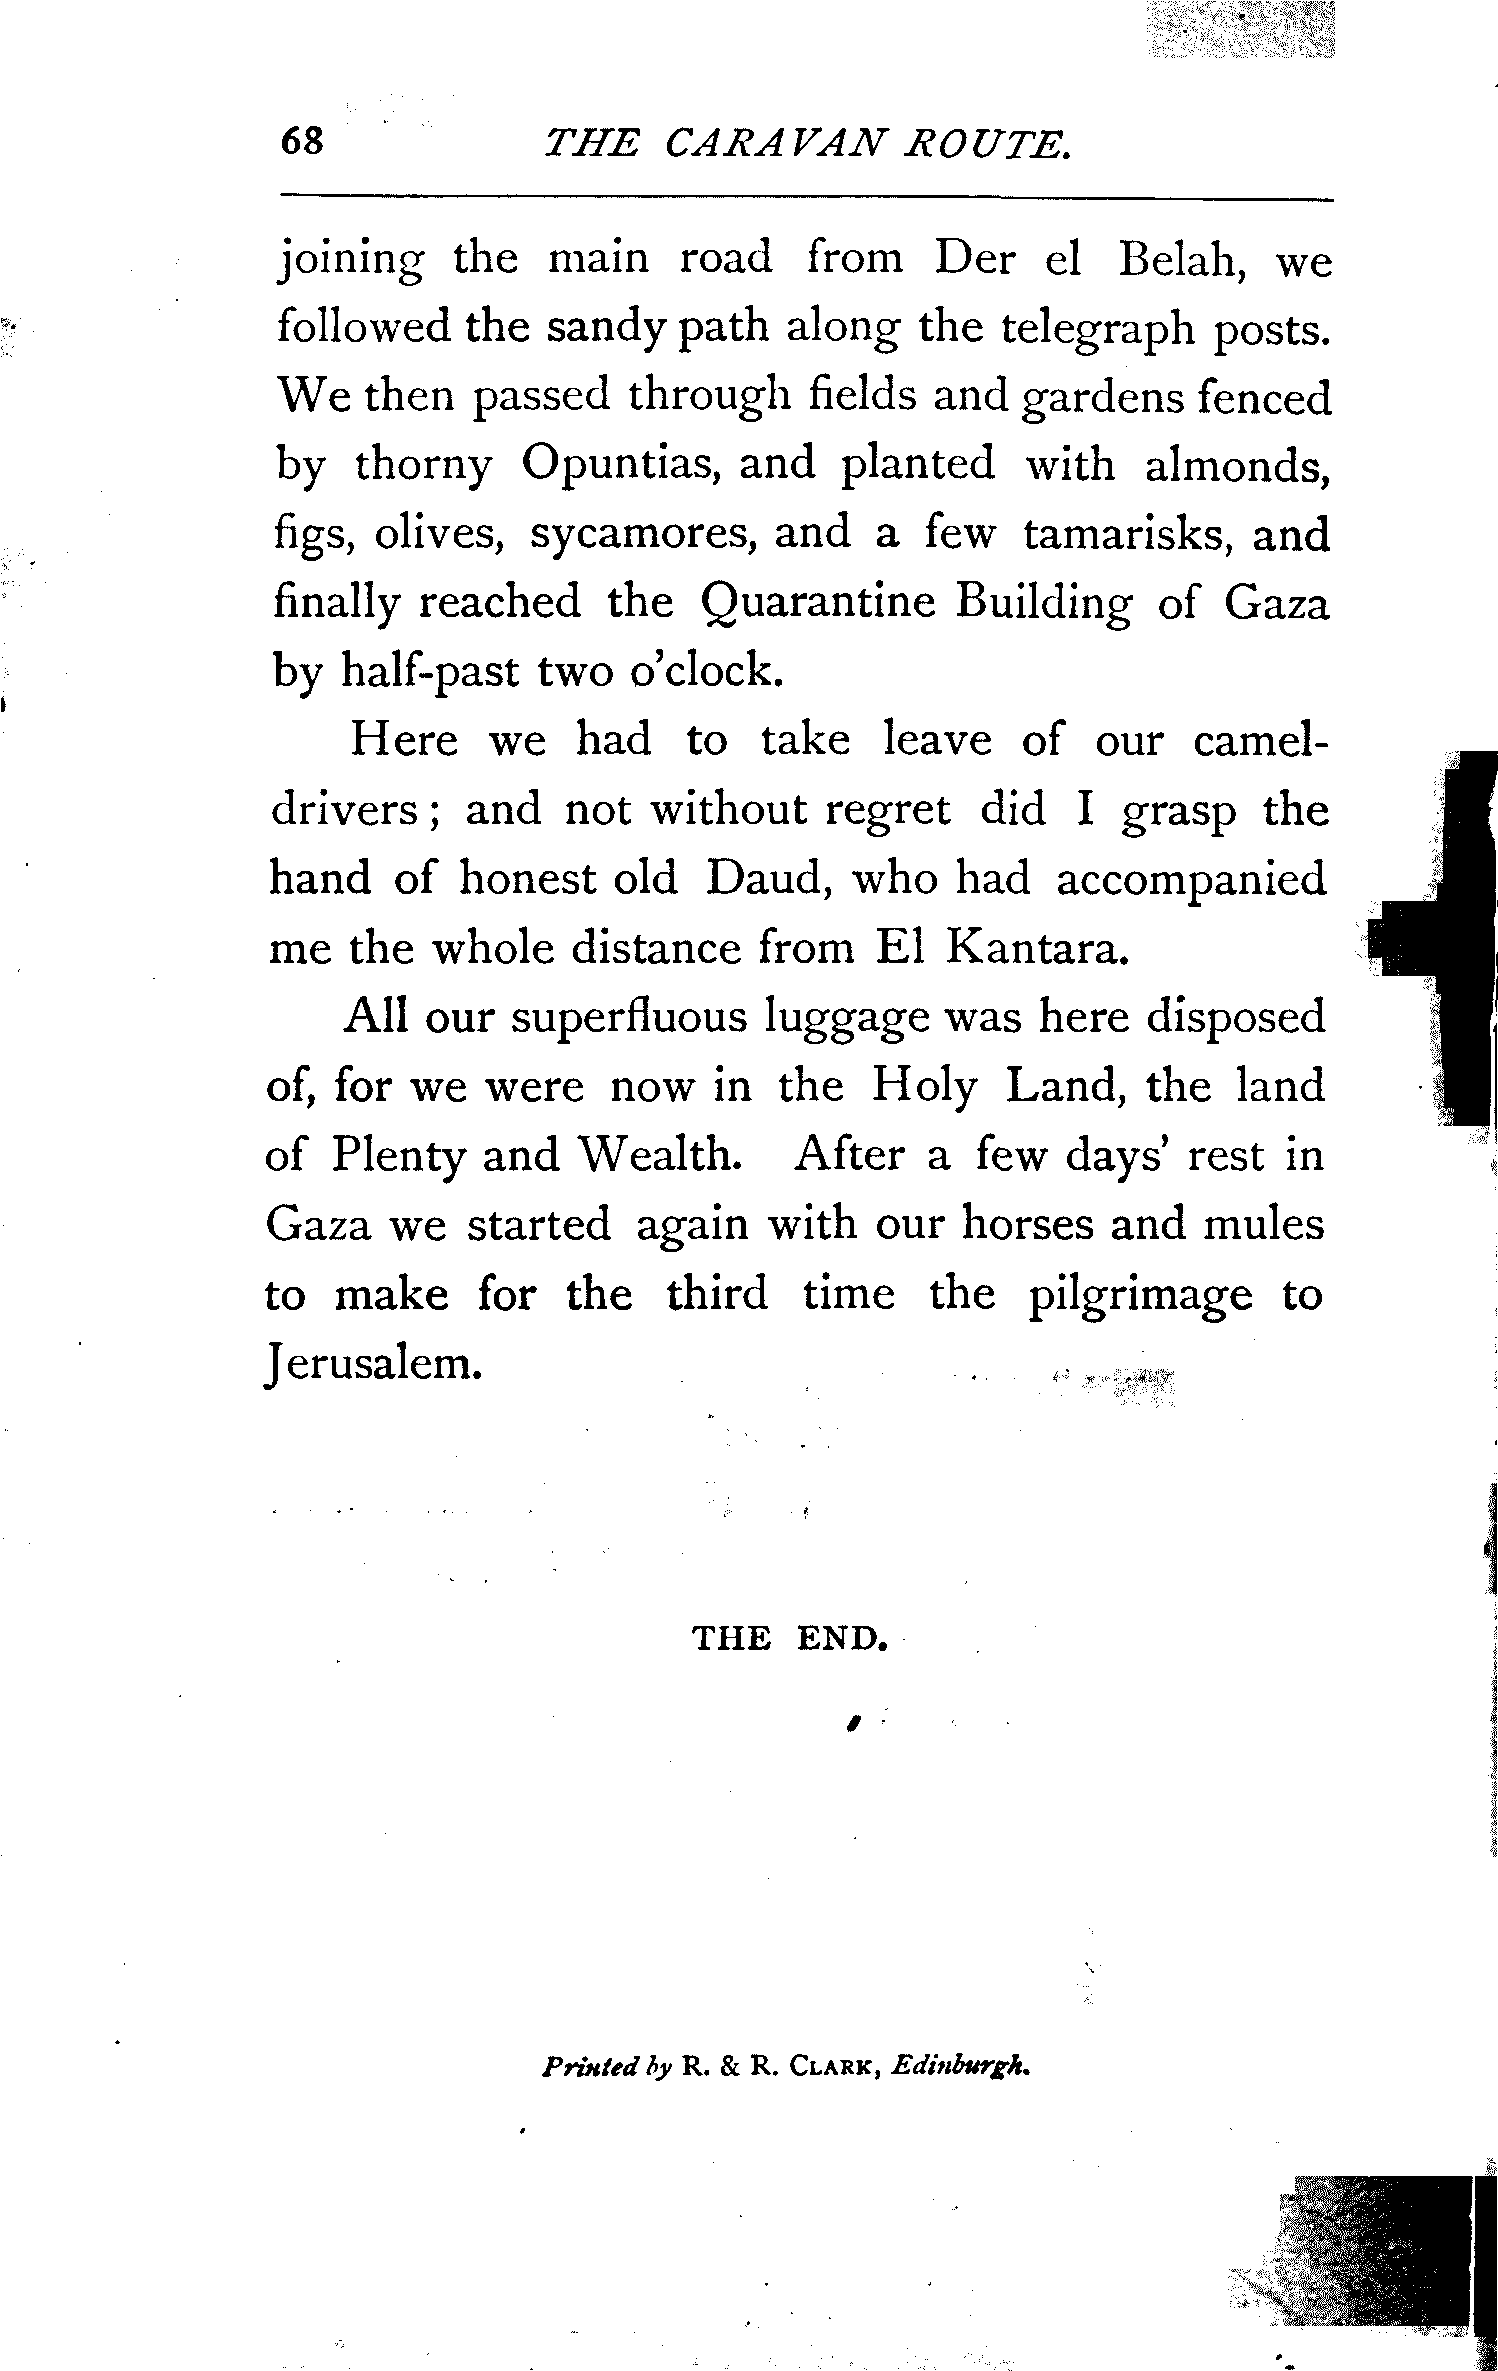 68 THE CARAVAN ROUTE.
joining the main road from Der el Belah, we
followed the sandy path along the telegraph posts.
We then passed through fields and gardens fenced
by thorny Opuntias, and planted with almonds,
figs, olives, sycamores, and a few tamarisks, and
finally reached the Quarantine Building of Gaza
by half-past two o'clock.
Here we had to take leave of our camel-
drivers; and not without regret did I grasp the
hand of honest old Daud, who had accompanied
me the whole distance from El Kantara.
All our superfluous luggage was here disposed
of, for we were now in the Holy Land, the land
of Plenty and Wealth. After a few days' rest in
Gaza we started again with our horses and mules
to make for the third time the pilgrimage to
Jerusalem.
THE END.
Printed by R. & R. CLARK, Edinburgh.